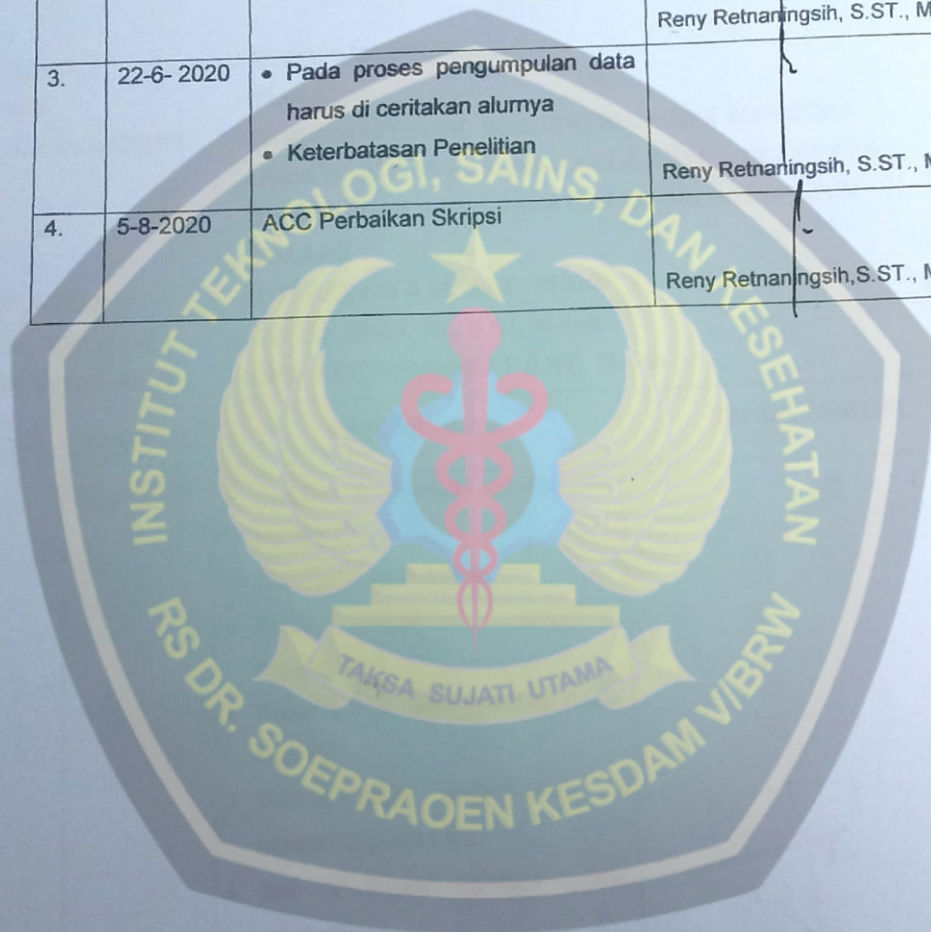 Reny Retnaningsih, S.ST., M
3. 22-6- 2020 • Pada proses pengumpulan data
harus di ceritakan alurnya
• Keterbatasan Penelitian
Reny Retnaningsih, S.ST., M
4. 5-8-2020 ACC Perbaikan Skripsi
Reny Retnaningsih,S.ST., M
INSTITUT TEKNOLOGI, SAINS, DAN KESEHATAN
TAKSA SUJATI UTAMA
RS DR. SOEPRAOEN KESDAM V/BRW